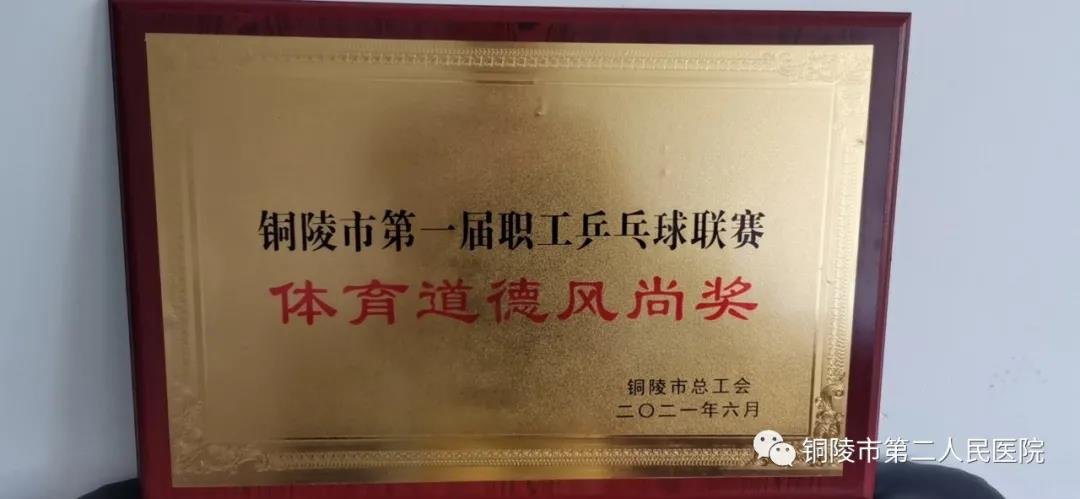 铜陵市第一届职工乒乓球联赛
体育道德风尚奖
铜陵市总工会
二〇二一年六月
铜陵市第二人民医院